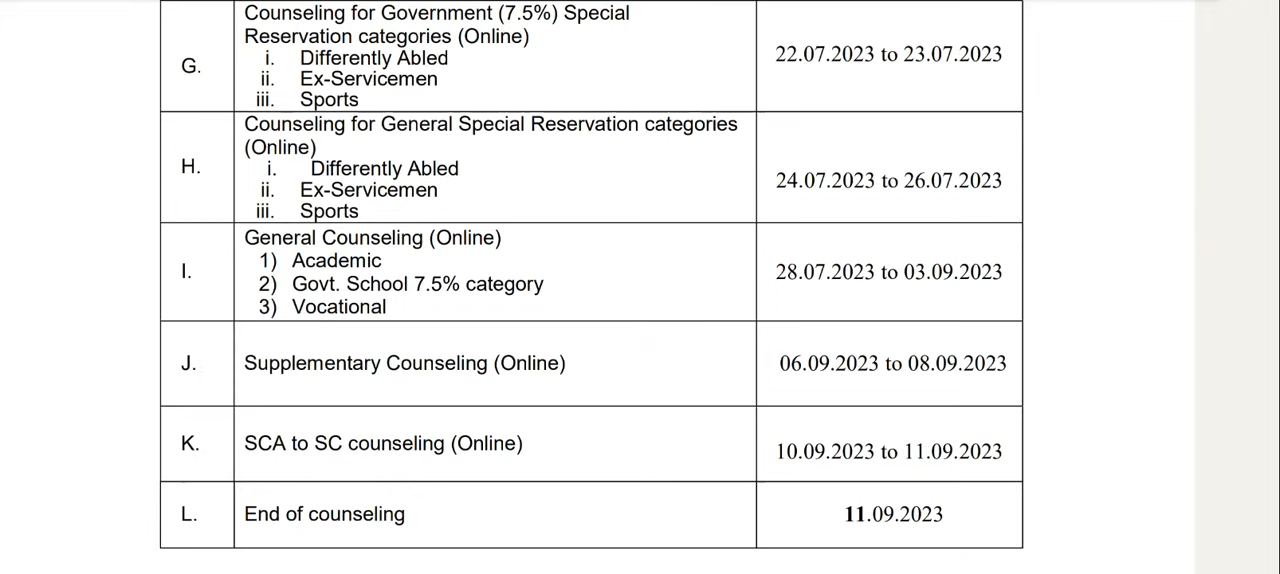 G.
Counseling for Government (7.5%) Special
Reservation categories (Online)
i. Differently Abled
ii. Ex-Servicemen
iii. Sports
22.07.2023 to 23.07.2023
H.
Counseling for General Special Reservation categories
(Online)
i. Differently Abled
ii. Ex-Servicemen
iii. Sports
24.07.2023 to 26.07.2023
I.
General Counseling (Online)
1) Academic
2) Govt. School 7.5% category
3) Vocational
28.07.2023 to 03.09.2023
J.
Supplementary Counseling (Online)
06.09.2023 to 08.09.2023
K.
SCA to SC counseling (Online)
10.09.2023 to 11.09.2023
L.
End of counseling
11.09.2023